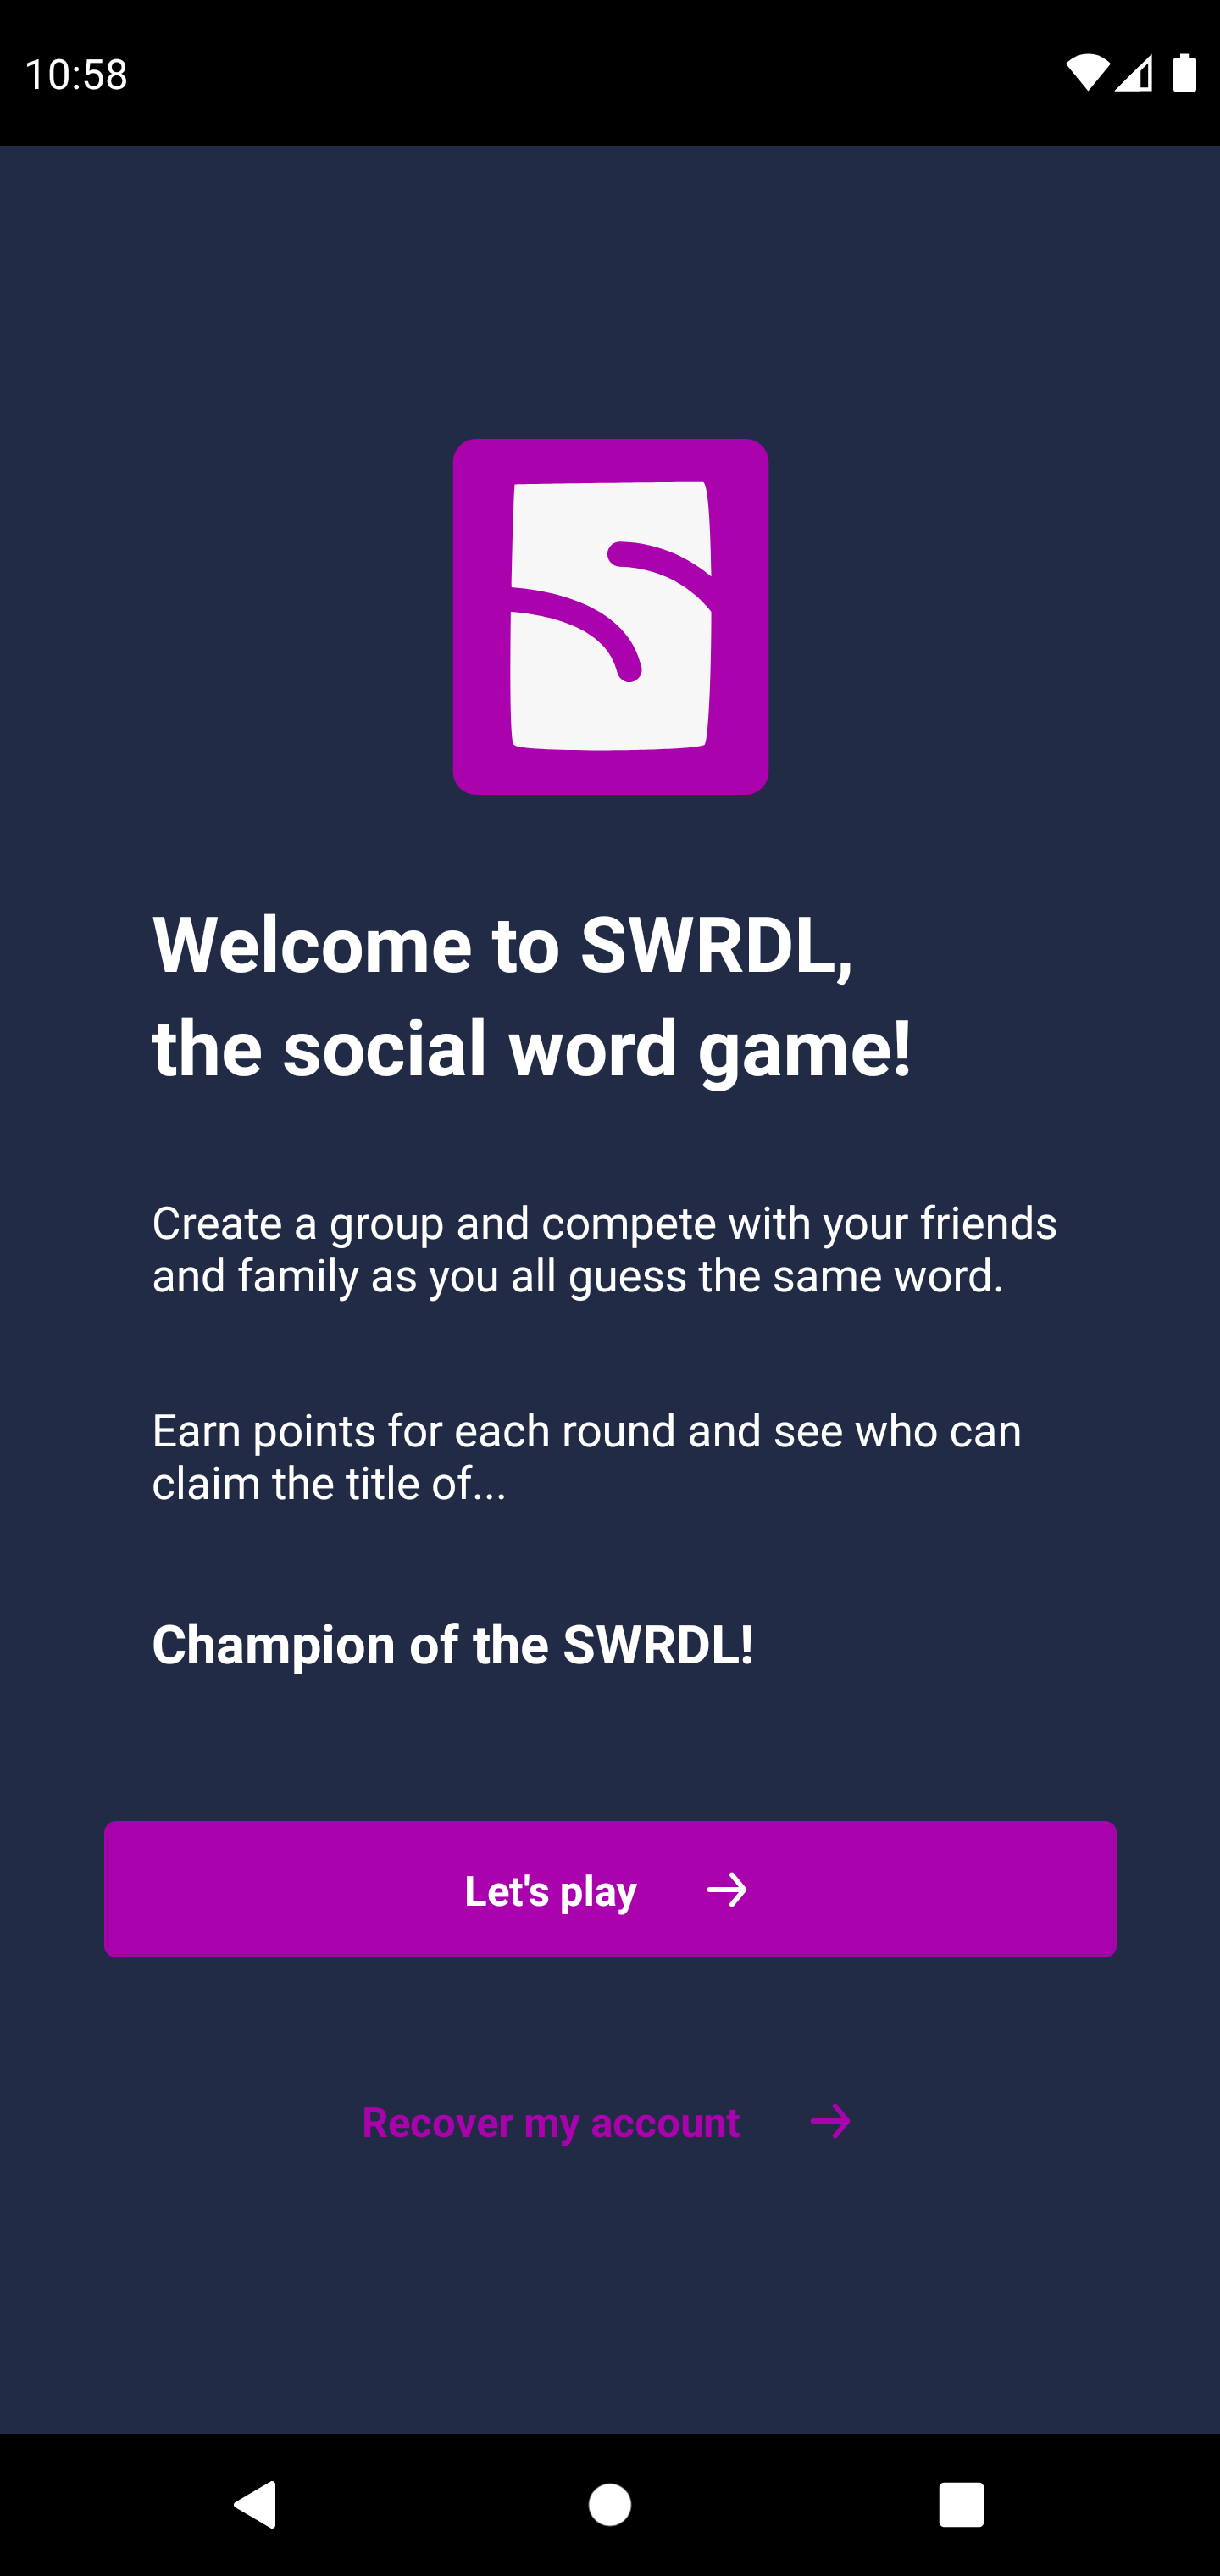 10:58
Welcome to SWRDL,
the social word game!
Create a group and compete with your friends
and family as you all guess the same word.
Earn points for each round and see who can
claim the title of...
Champion of the SWRDL!
Let's play
Recover my account